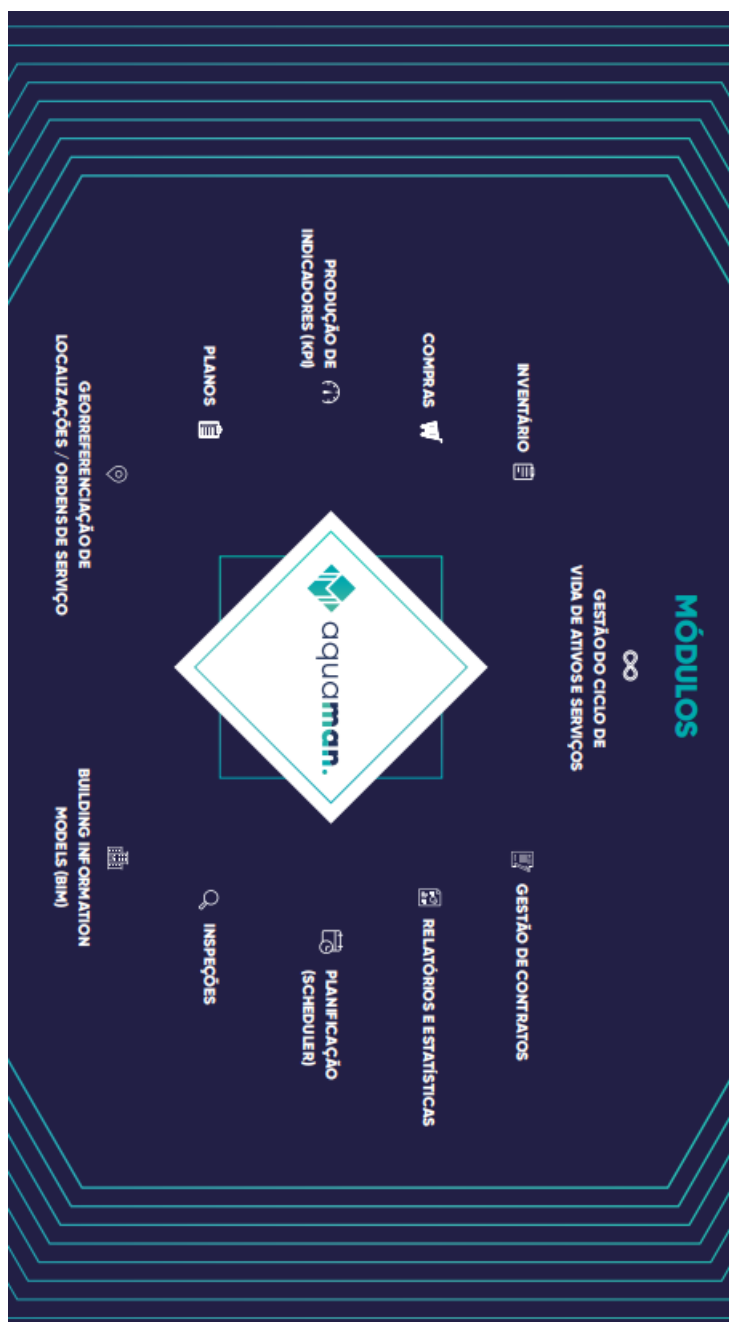 MÓDULOS
GESTÃO DO CICLO DE
VIDA DE ATIVOS E SERVIÇOS
INVENTÁRIO
GESTÃO DE CONTRATOS
COMPRAS
RELATÓRIOS E ESTATÍSTICAS
PRODUÇÃO DE
INDICADORES (KPI)
aquaman.
PLANIFICAÇÃO
(SCHEDULER)
PLANOS
INSPEÇÕES
GEORREFERENCIAÇÃO DE
LOCALIZAÇÕES / ORDENS DE SERVIÇO
BUILDING INFORMATION
MODELS (BIM)